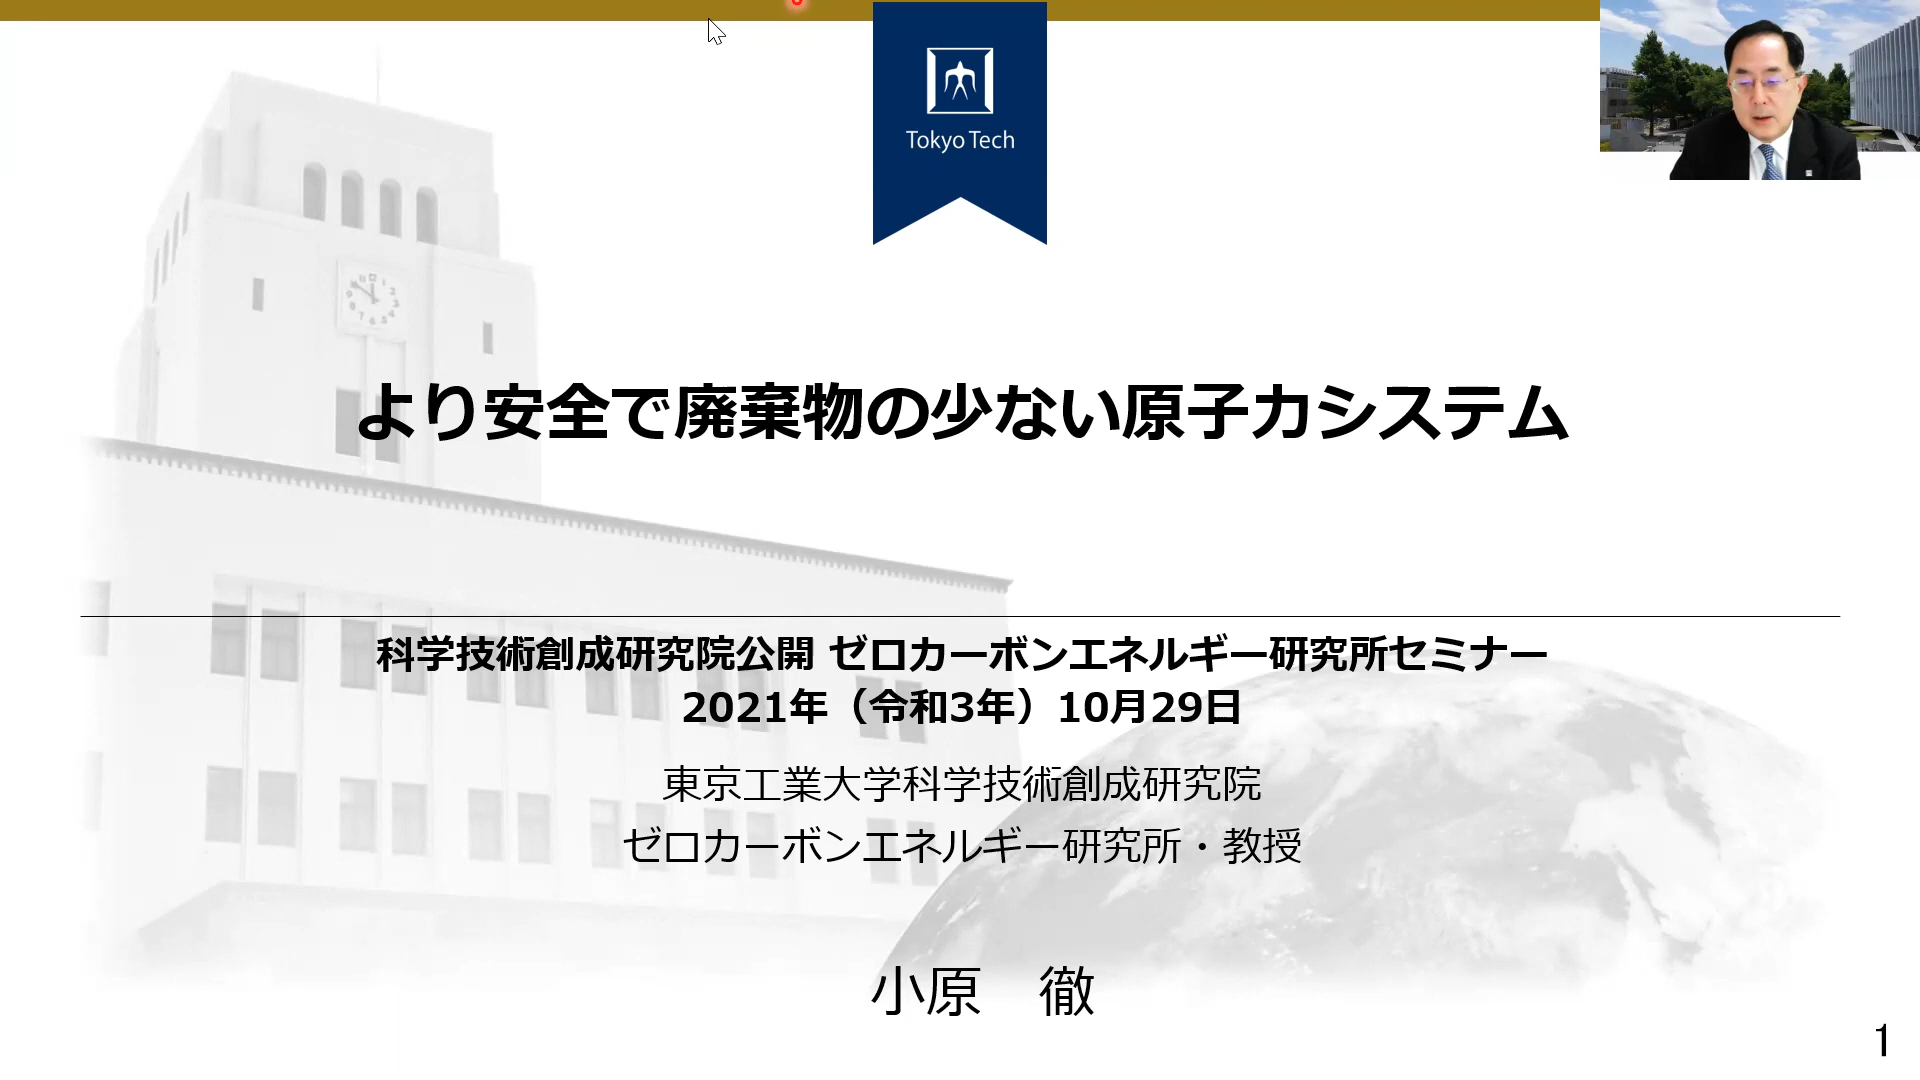 Tokyo Tech
より安全で廃棄物の少ない原子力システム
科学技術創成研究院公開 ゼロカーボンエネルギー研究所セミナー
2021年（令和3年）10月29日
東京工業大学科学技術創成研究院
ゼロカーボンエネルギー研究所・教授
小原　徹
1